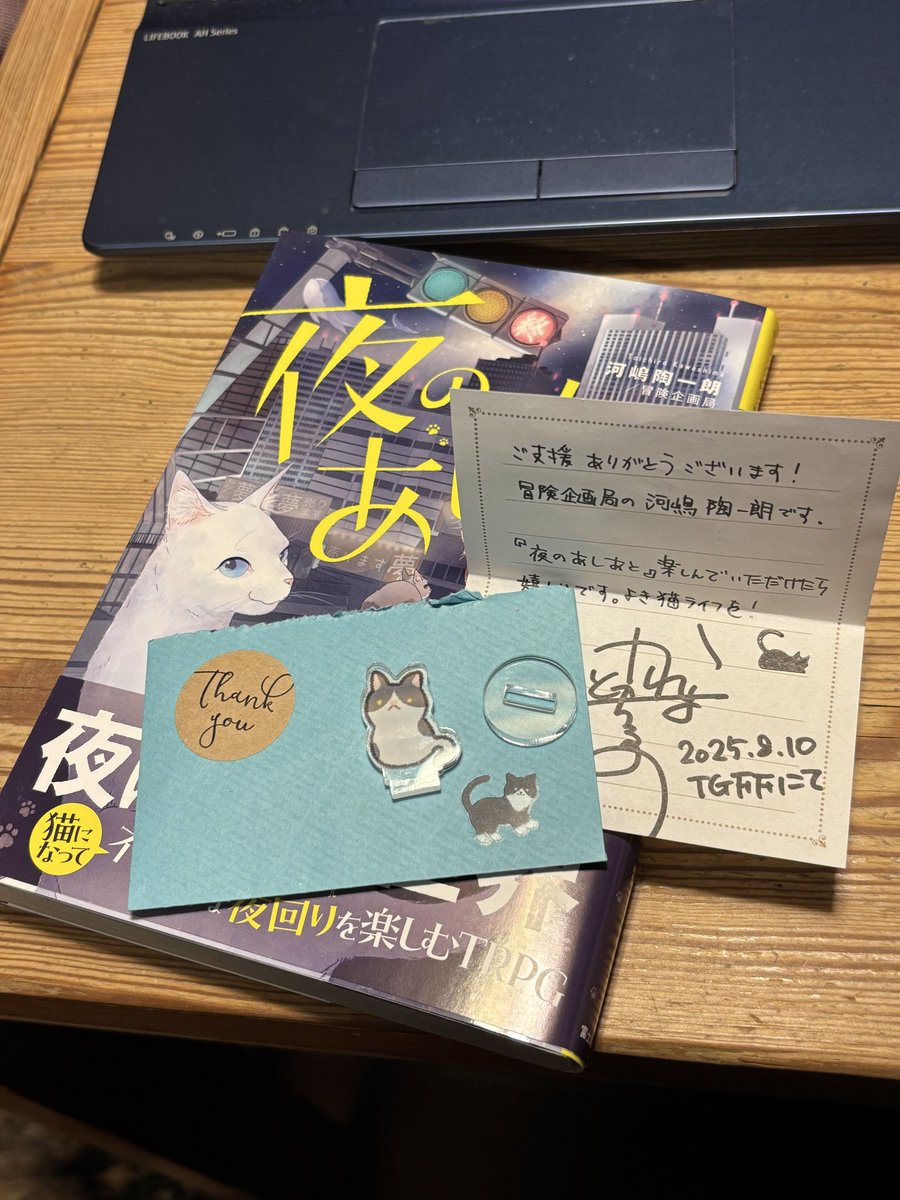 LIFEBOOK AH Series
夜の
あし
Toichiro Kawashima
河嶋陶一朗
冒険企画局
ご支援 ありがとう ございます！
冒険企画局の 河嶋 陶一朗です。
『夜のあしあと』楽しんでいただけたら
嬉しいです。よき猫ライフを！
2025.8.10
TGFFにて
Thank
you
夜
猫に
なって
夜回りを楽しむTRPG